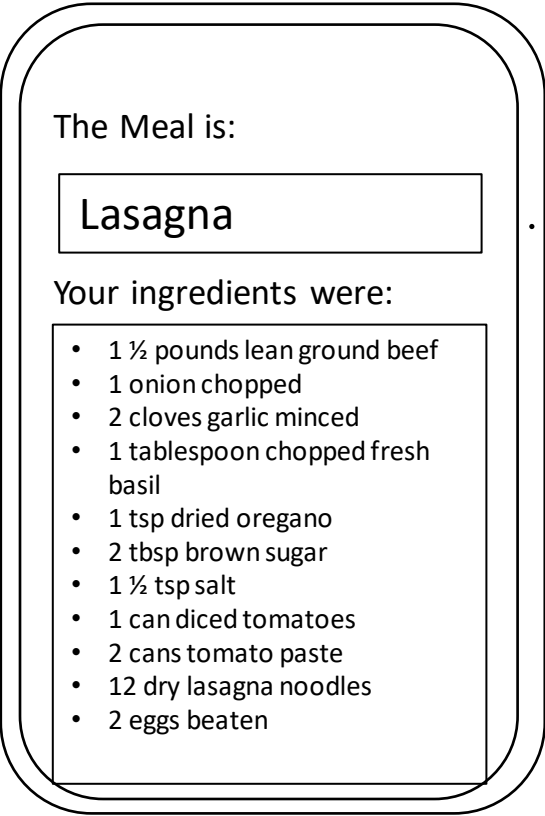 The Meal is:
Lasagna
Your ingredients were:
• 1 ½ pounds lean ground beef
• 1 onion chopped
• 2 cloves garlic minced
• 1 tablespoon chopped fresh
basil
• 1 tsp dried oregano
• 2 tbsp brown sugar
• 1 ½ tsp salt
• 1 can diced tomatoes
• 2 cans tomato paste
• 12 dry lasagna noodles
• 2 eggs beaten